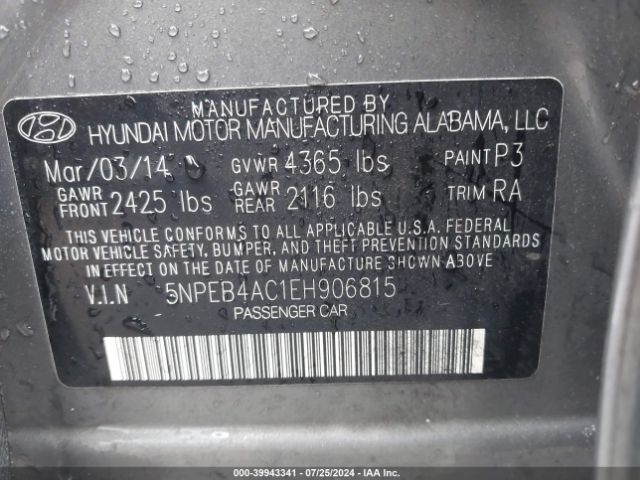 MANUFACTURED BY
HYUNDAI MOTOR MANUFACTURING ALABAMA, LLC
Mar/03/14 GVWR 4365 lbs PAINT P3
GAWR FRONT 2425 lbs GAWR REAR 2116 lbs TRIM RA
THIS VEHICLE CONFORMS TO ALL APPLICABLE U.S.A. FEDERAL
MOTOR VEHICLE SAFETY, BUMPER, AND THEFT PREVENTION STANDARDS
IN EFFECT ON THE DATE OF MANUFACTURE SHOWN ABOVE
V.I.N 5NPEB4AC1EH906815
PASSENGER CAR
000-39943341 - 07/25/2024 - IAA Inc.